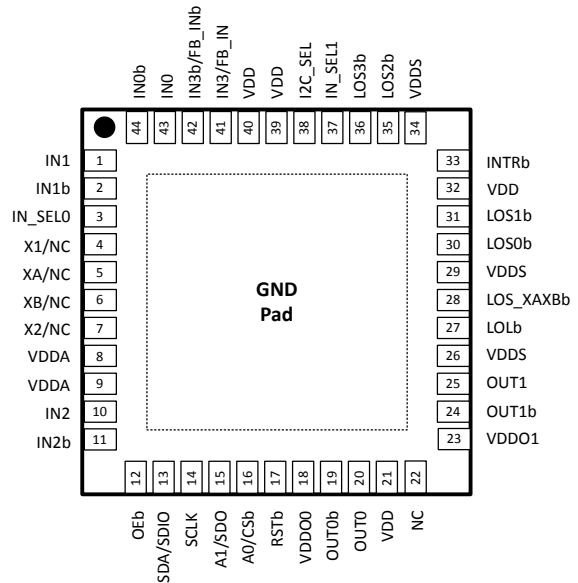 IN0b
IN0
IN3b/FB_INb
IN3/FB_IN
VDD
VDD
I2C_SEL
IN_SEL1
LOS3b
LOS2b
VDDS
44
43
42
41
40
39
38
37
36
35
34
IN1 1
IN1b 2
IN_SEL0 3
X1/NC 4
XA/NC 5
XB/NC 6
X2/NC 7
VDDA 8
VDDA 9
IN2 10
IN2b 11
GND
Pad
33 INTRb
32 VDD
31 LOS1b
30 LOS0b
29 VDDS
28 LOS_XAXBb
27 LOLb
26 VDDS
25 OUT1
24 OUT1b
23 VDDO1
12
13
14
15
16
17
18
19
20
21
22
OEb
SDA/SDIO
SCLK
A1/SDO
A0/CSb
RSTb
VDDO0
OUT0b
OUT0
VDD
NC